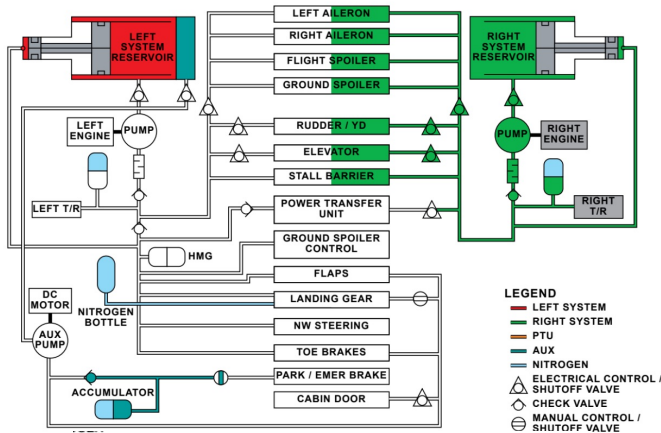 LEFT
SYSTEM
RESERVOIR
LEFT AILERON
RIGHT AILERON
FLIGHT SPOILER
GROUND SPOILER
RUDDER / YD
ELEVATOR
STALL BARRIER
POWER TRANSFER
UNIT
GROUND SPOILER
CONTROL
FLAPS
LANDING GEAR
NW STEERING
TOE BRAKES
PARK / EMER BRAKE
CABIN DOOR
RIGHT
SYSTEM
RESERVOIR
LEFT
ENGINE
PUMP
PUMP
RIGHT
ENGINE
LEFT T/R
RIGHT
T/R
HMG
DC
MOTOR
NITROGEN
BOTTLE
AUX
PUMP
ACCUMULATOR
LEGEND
LEFT SYSTEM
RIGHT SYSTEM
PTU
AUX
NITROGEN
ELECTRICAL CONTROL /
SHUTOFF VALVE
CHECK VALVE
MANUAL CONTROL /
SHUTOFF VALVE